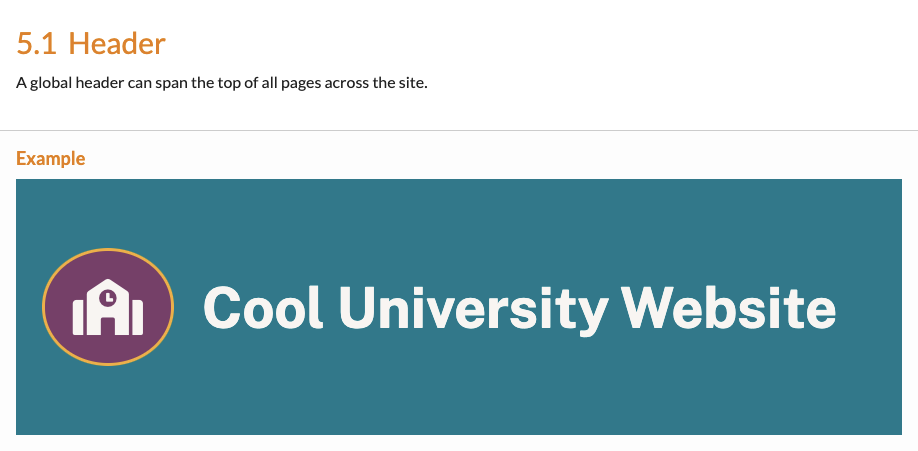 5.1 Header
A global header can span the top of all pages across the site.
Example
Cool University Website